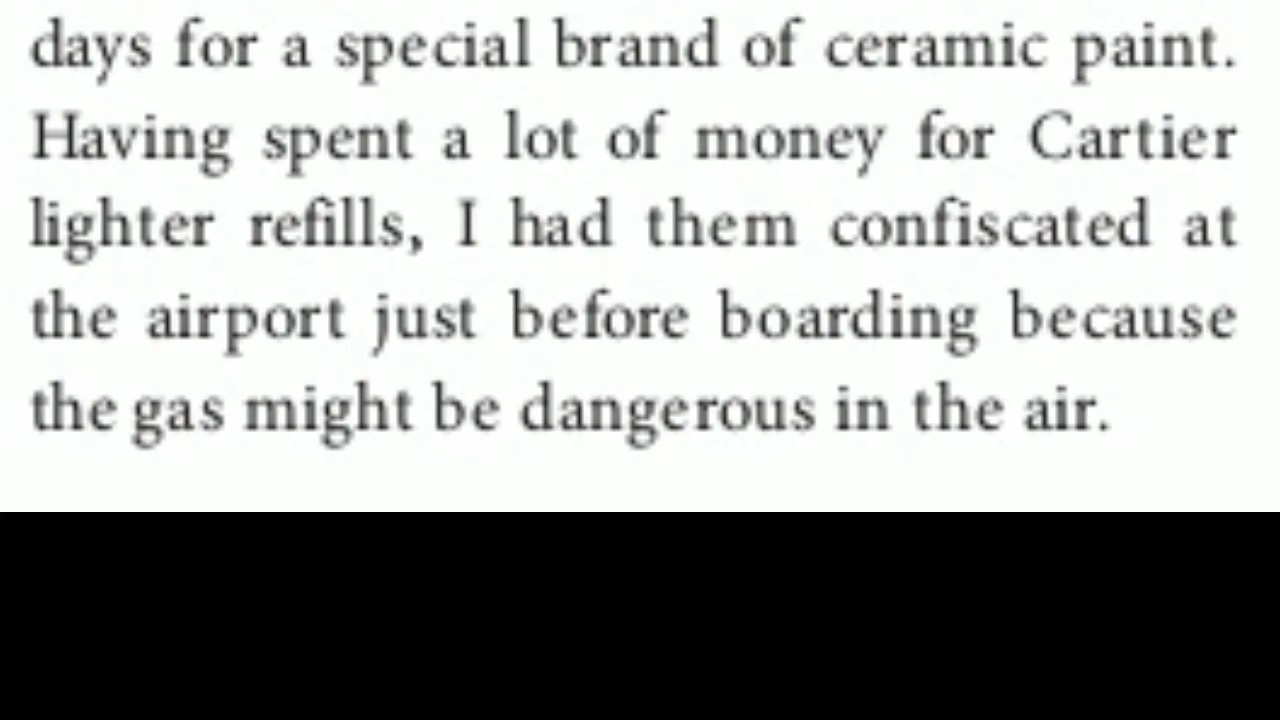 days for a special brand of ceramic paint.
Having spent a lot of money for Cartier
lighter refills, I had them confiscated at
the airport just before boarding because
the gas might be dangerous in the air.